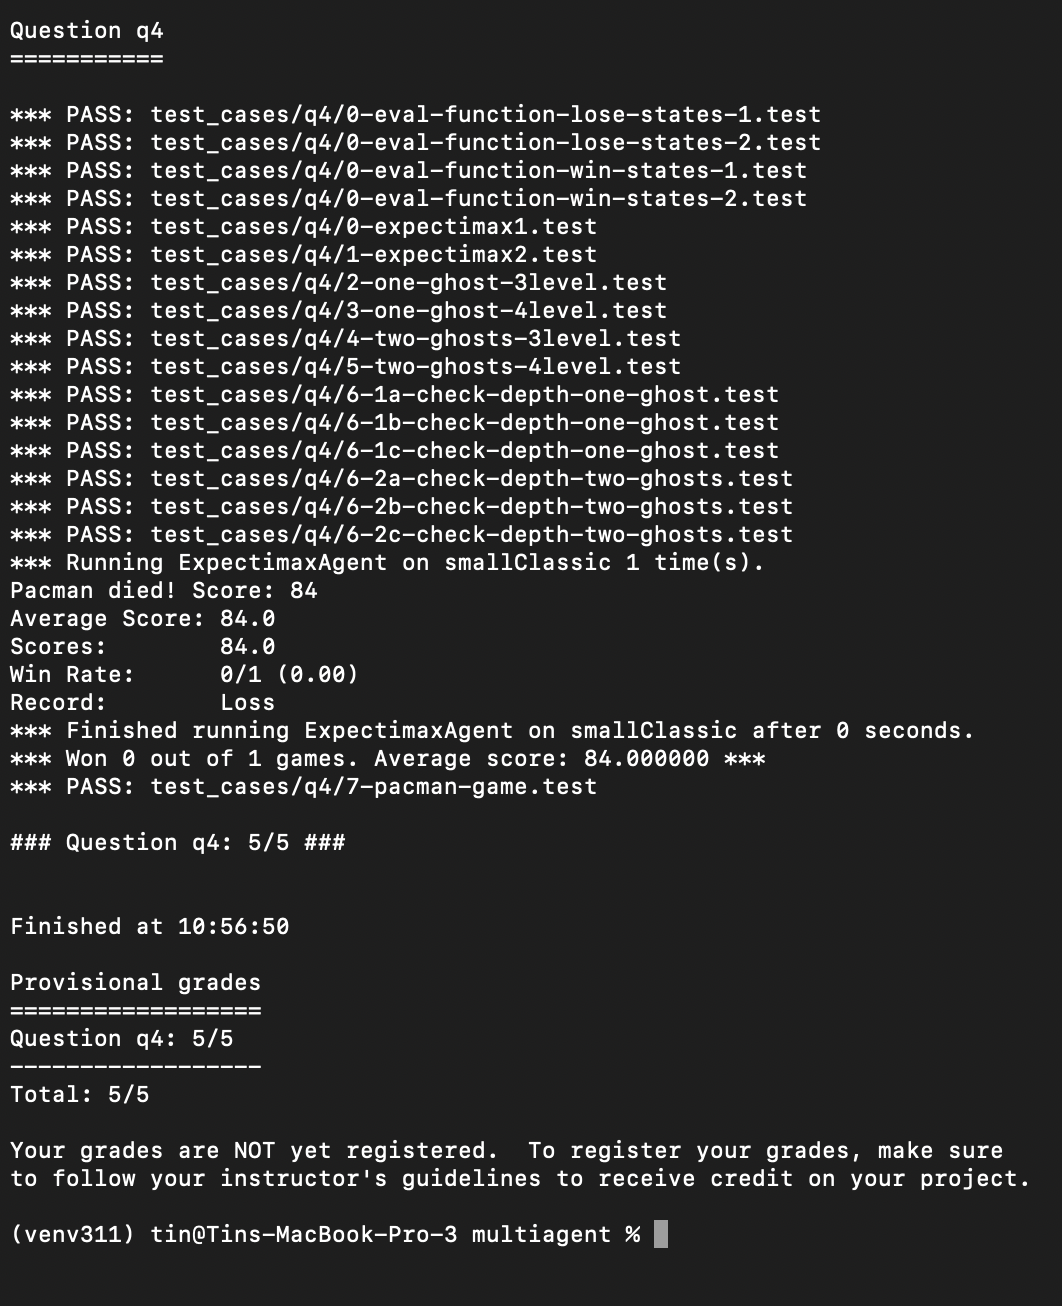 Question q4
===========
*** PASS: test_cases/q4/0-eval-function-lose-states-1.test
*** PASS: test_cases/q4/0-eval-function-lose-states-2.test
*** PASS: test_cases/q4/0-eval-function-win-states-1.test
*** PASS: test_cases/q4/0-eval-function-win-states-2.test
*** PASS: test_cases/q4/0-expectimax1.test
*** PASS: test_cases/q4/1-expectimax2.test
*** PASS: test_cases/q4/2-one-ghost-3level.test
*** PASS: test_cases/q4/3-one-ghost-4level.test
*** PASS: test_cases/q4/4-two-ghosts-3level.test
*** PASS: test_cases/q4/5-two-ghosts-4level.test
*** PASS: test_cases/q4/6-1a-check-depth-one-ghost.test
*** PASS: test_cases/q4/6-1b-check-depth-one-ghost.test
*** PASS: test_cases/q4/6-1c-check-depth-one-ghost.test
*** PASS: test_cases/q4/6-2a-check-depth-two-ghosts.test
*** PASS: test_cases/q4/6-2b-check-depth-two-ghosts.test
*** PASS: test_cases/q4/6-2c-check-depth-two-ghosts.test
*** Running ExpectimaxAgent on smallClassic 1 time(s).
Pacman died! Score: 84
Average Score: 84.0
Scores:        84.0
Win Rate:      0/1 (0.00)
Record:        Loss
*** Finished running ExpectimaxAgent on smallClassic after 0 seconds.
*** Won 0 out of 1 games. Average score: 84.000000 ***
*** PASS: test_cases/q4/7-pacman-game.test
### Question q4: 5/5 ###
Finished at 10:56:50
Provisional grades
==================
Question q4: 5/5
------------------
Total: 5/5
Your grades are NOT yet registered.  To register your grades, make sure
to follow your instructor's guidelines to receive credit on your project.
(venv311) tin@Tins-MacBook-Pro-3 multiagent %